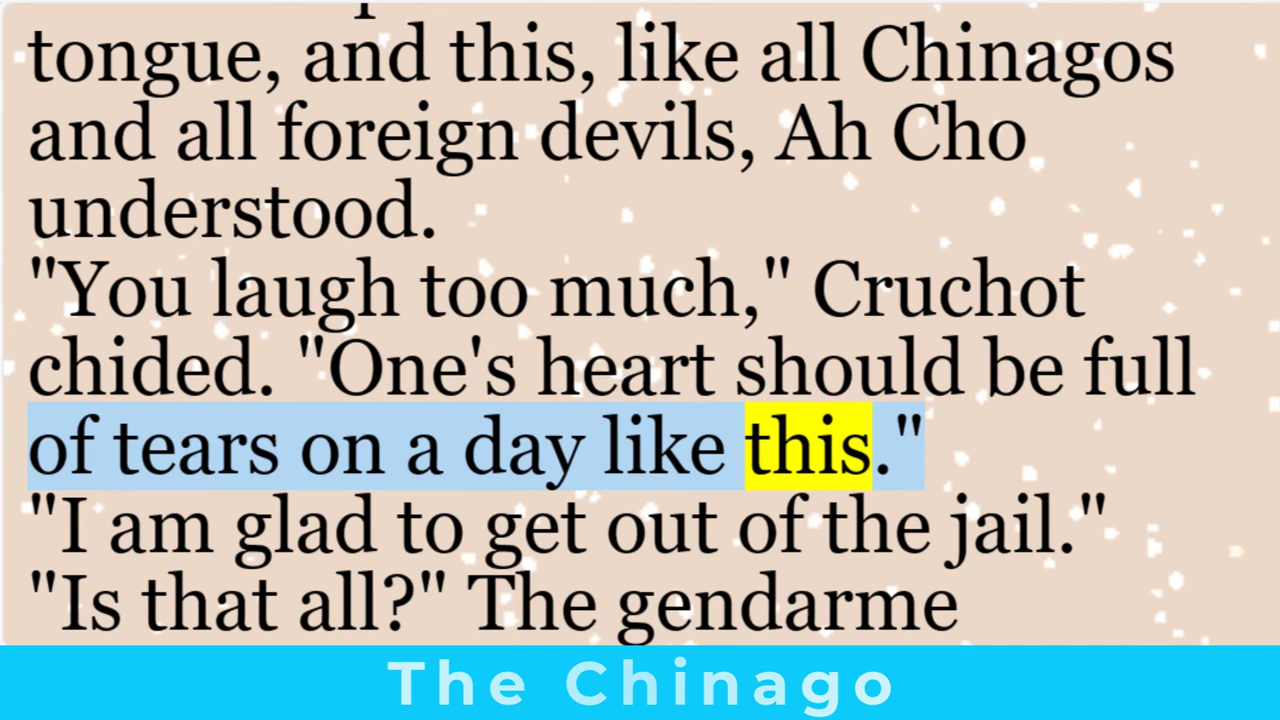 tongue, and this, like all Chinagos
and all foreign devils, Ah Cho
understood.
"You laugh too much," Cruchot
chided. "One's heart should be full
of tears on a day like this."
"I am glad to get out of the jail."
"Is that all?" The gendarme
The Chinago